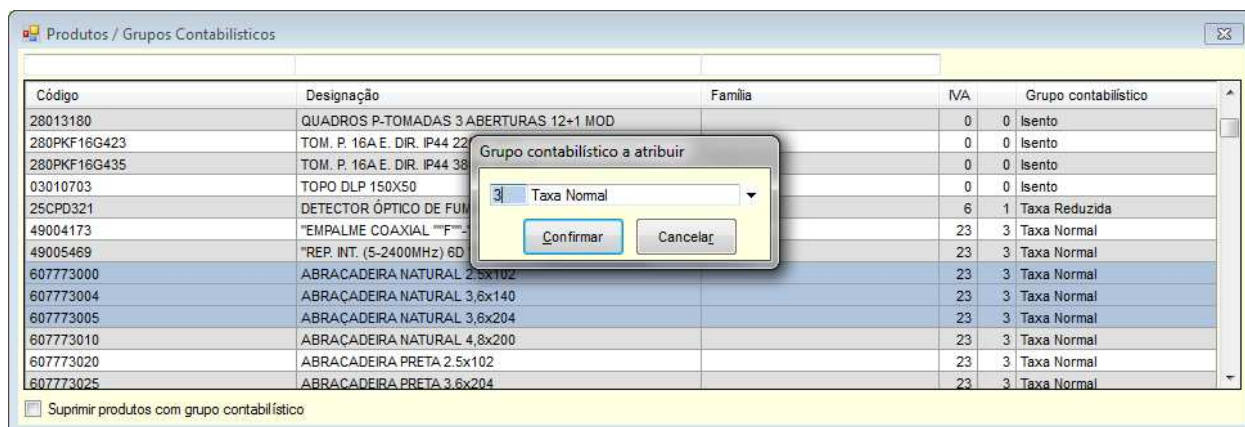 Produtos / Grupos Contabilisticos
Código Designação Família IVA Grupo contabilístico
28013180 QUADROS P-TOMADAS 3 ABERTURAS 12+1 MOD 0 0 Isento
280PKF16G423 TOM. P. 16A E. DIR. IP44 0 0 Isento
280PKF16G435 TOM. P. 16A E. DIR. IP44 0 0 Isento
03010703 TOPO DLP 150X50 0 0 Isento
25CPD321 DETECTOR ÓPTICO DE 6 1 Taxa Reduzida
49004173 "EMPALME COAXIAL ""F""- 23 3 Taxa Normal
49005469 "REP. INT. (5-2400MHz) 6D 23 3 Taxa Normal
607773000 ABRAÇADEIRA NATURAL 2.5x102 23 3 Taxa Normal
607773004 ABRAÇADEIRA NATURAL 3,6x140 23 3 Taxa Normal
607773005 ABRAÇADEIRA NATURAL 3,6x204 23 3 Taxa Normal
607773010 ABRAÇADEIRA NATURAL 4,8x200 23 3 Taxa Normal
607773020 ABRAÇADEIRA PRETA 2.5x102 23 3 Taxa Normal
607773025 ABRAÇADEIRA PRETA 3.6x204 23 3 Taxa Normal
Grupo contabilístico a atribuir
3 Taxa Normal
Confirmar Cancelar
Suprimir produtos com grupo contabilístico